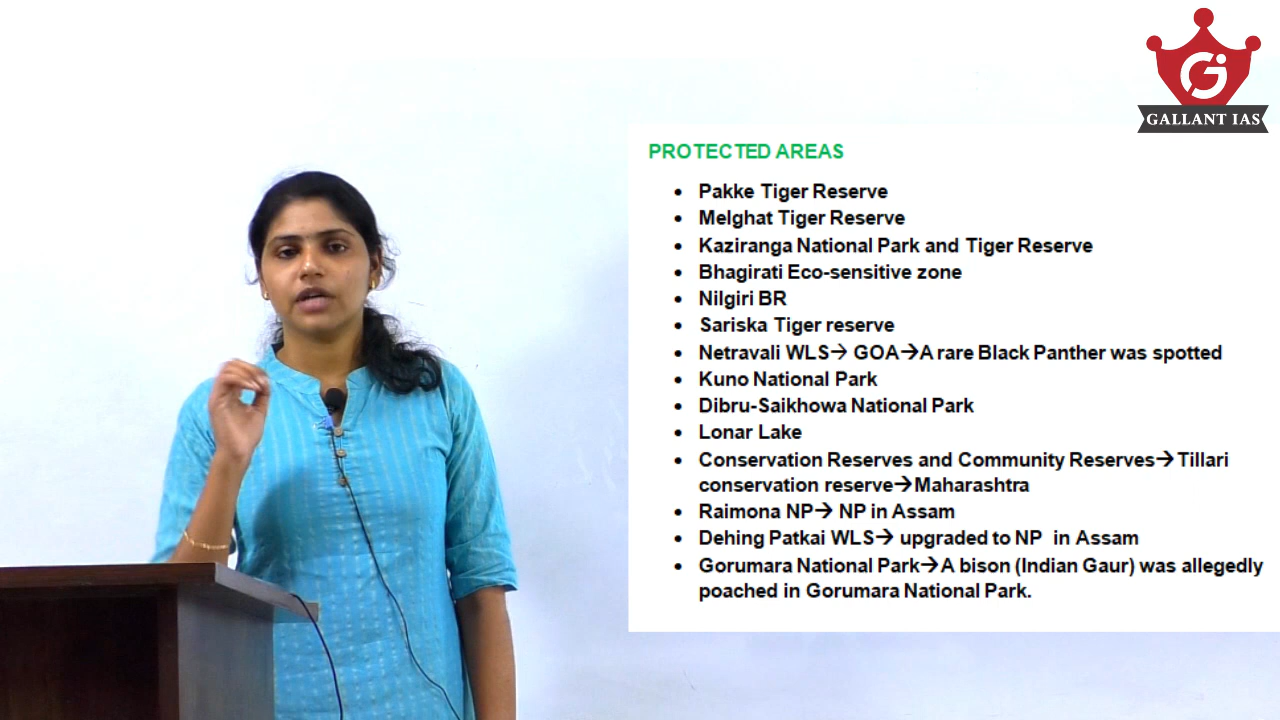 GALLANT IAS
PROTECTED AREAS
• Pakke Tiger Reserve
• Melghat Tiger Reserve
• Kaziranga National Park and Tiger Reserve
• Bhagirati Eco-sensitive zone
• Nilgiri BR
• Sariska Tiger reserve
• Netravali WLS→ GOA→A rare Black Panther was spotted
• Kuno National Park
• Dibru-Saikhowa National Park
• Lonar Lake
• Conservation Reserves and Community Reserves→Tillari
conservation reserve→Maharashtra
• Raimona NP→ NP in Assam
• Dehing Patkai WLS→ upgraded to NP in Assam
• Gorumara National Park→A bison (Indian Gaur) was allegedly
poached in Gorumara National Park.